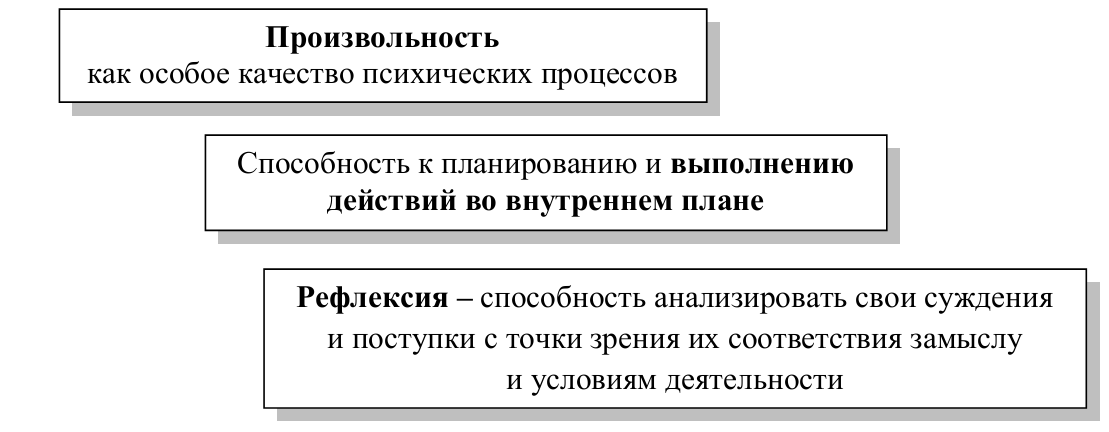 Произвольность
как особое качество психических процессов
Способность к планированию и выполнению
действий во внутреннем плане
Рефлексия – способность анализировать свои суждения
и поступки с точки зрения их соответствия замыслу
и условиям деятельности